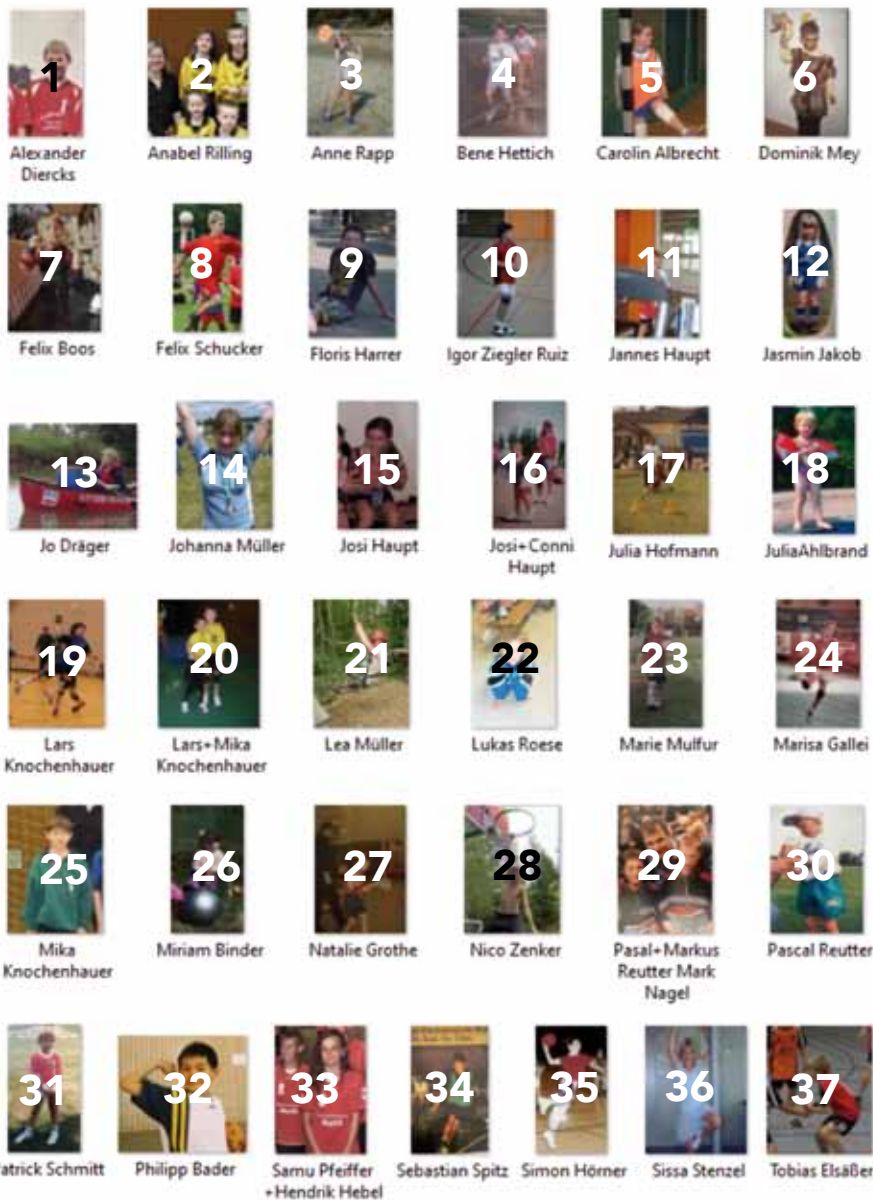 1 2 3 4 5 6
Alexander Diercks
Anabel Rilling
Anne Rapp
Bene Hettich
Carolin Albrecht
Dominik Mey
7 8 9 10 11 12
Felix Boos
Felix Schucker
Floris Harrer
Igor Ziegler Ruiz
Jannes Haupt
Jasmin Jakob
13 14 15 16 17 18
Jo Dräger
Johanna Müller
Josi Haupt
Josi+Conni
Haupt
Julia Hofmann
JuliaAhlbrand
19 20 21 22 23 24
Lars
Knochenhauer
Lars+Mika
Knochenhauer
Lea Müller
Lukas Roese
Marie Mulfur
Marisa Gallei
25 26 27 28 29 30
Mika
Knochenhauer
Miriam Binder
Natalie Grothe
Nico Zenker
Pasal+Markus
Reutter Mark
Nagel
Pascal Reutter
31 32 33 34 35 36 37
atrick Schmitt
Philipp Bader
Samu Pfeiffer
+Hendrik Hebel
Sebastian Spitz
Simon Hörner
Sissa Stenzel
Tobias Elsäßer